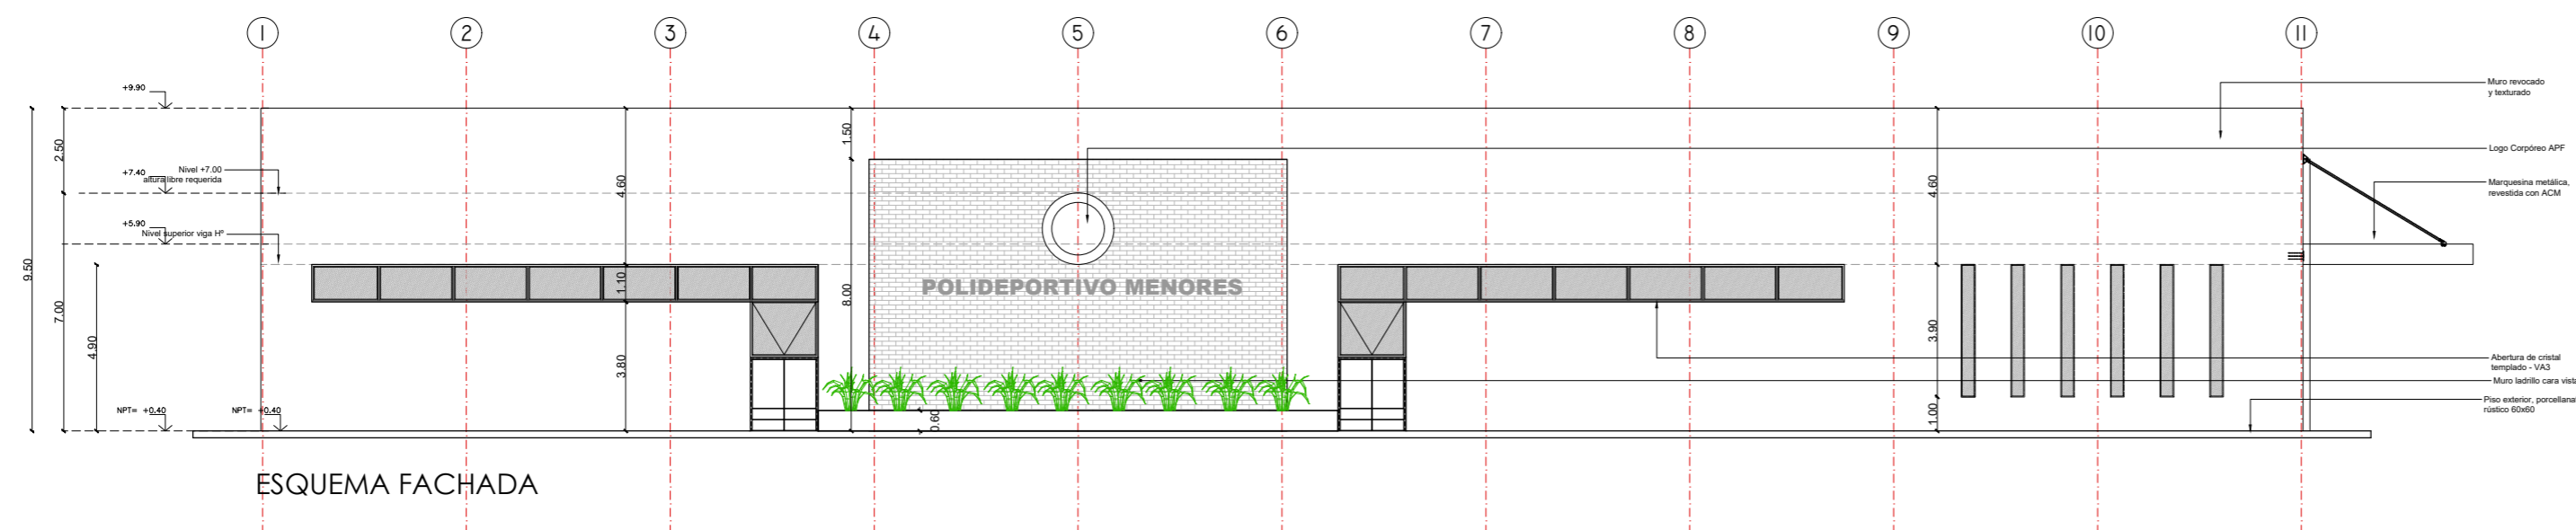 1 2 3 4 5 6 7 8 9 10 11
+9.90
Muro revocado
y texturado
1.50
2.50
Logo Corpóreo APF
Nivel +7.00
+7.40
altura libre requerida
4.60
4.60
Marquesina metálica,
revestida con ACM
+5.90
Nivel superior viga Hº
9.50
7.00
1.10
8.00
POLIDEPORTIVO MENORES
4.90
3.80
3.90
Abertura de cristal
templado - VA3
Muro ladrillo cara vista
NPT= +0.40
NPT= +0.40
0.60
1.00
Piso exterior, porcellanat
rústico 60x60
ESQUEMA FACHADA